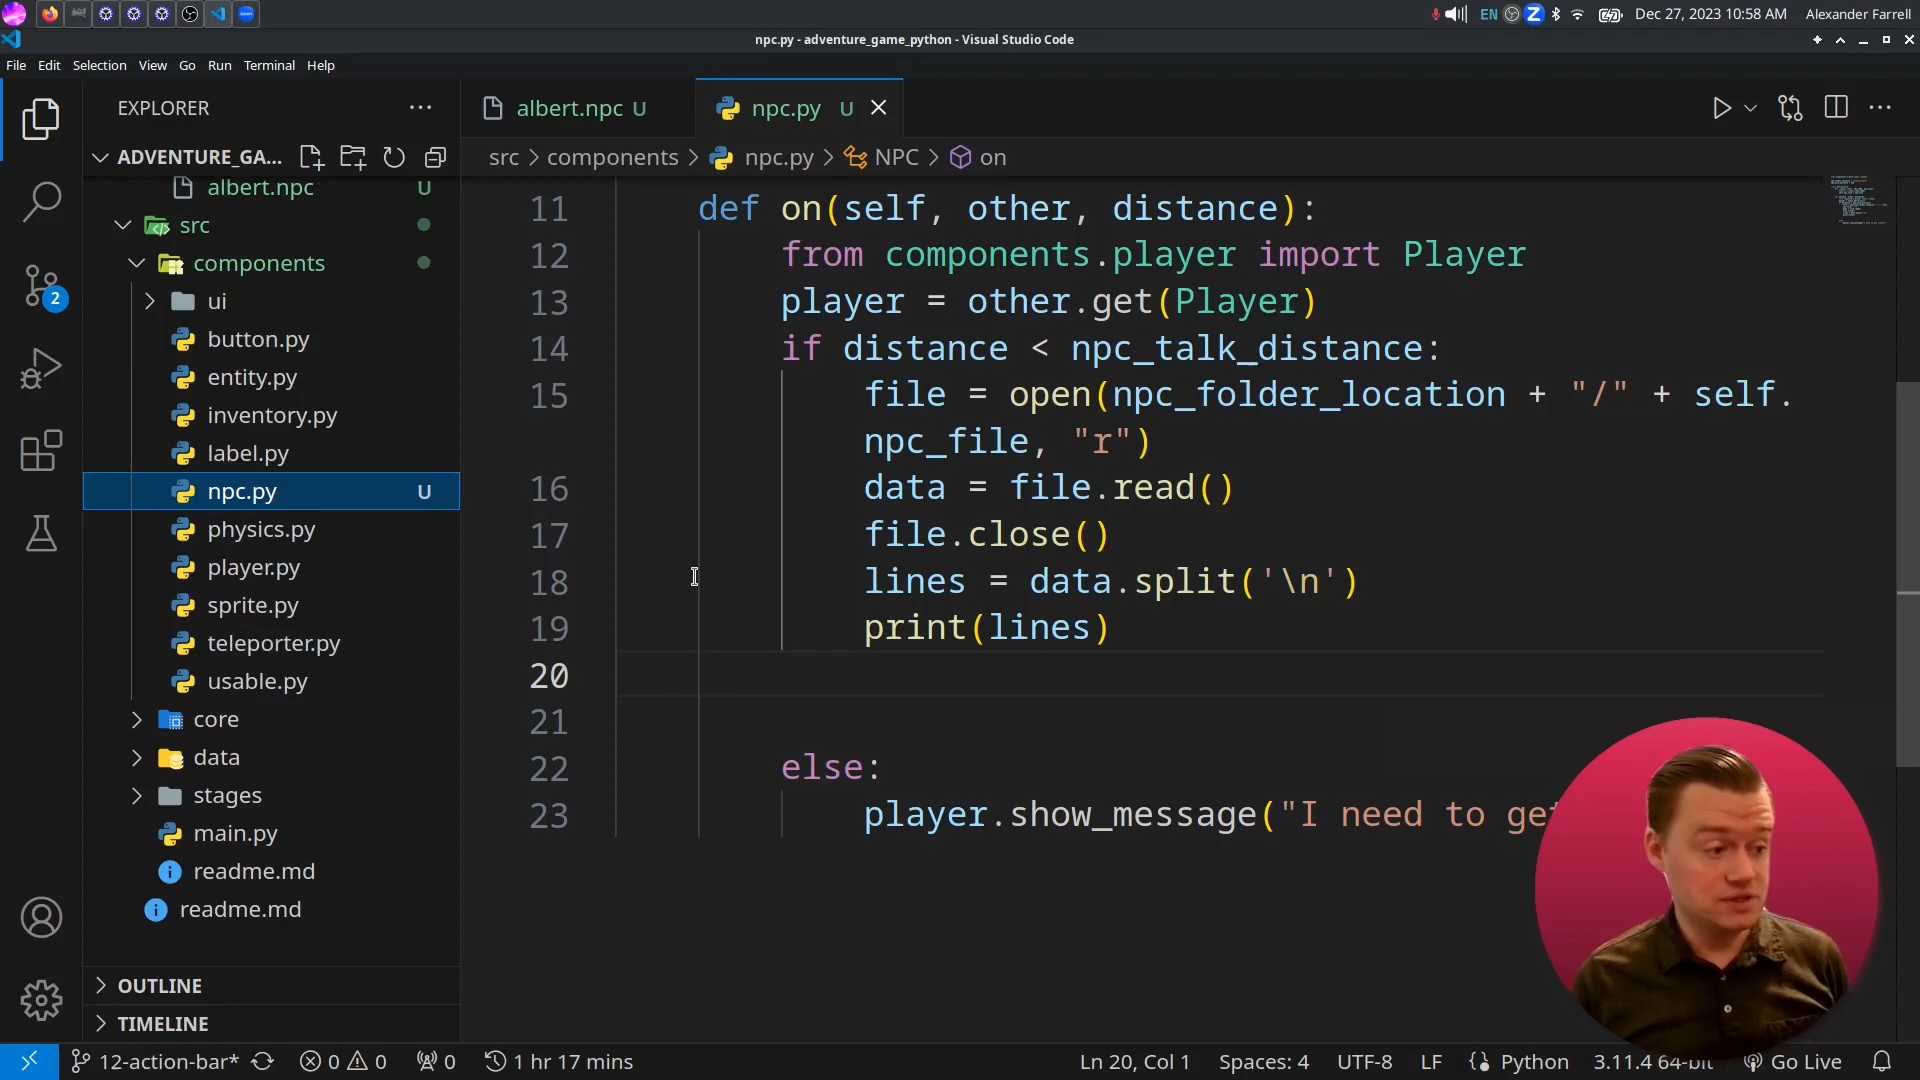 EN
Z
Dec 27, 2023 10:58 AM
Alexander Farrell
npc.py - adventure_game_python - Visual Studio Code
File Edit Selection View Go Run Terminal Help
EXPLORER
ADVENTURE_GA...
albert.npc U
src
components
ui
button.py
entity.py
inventory.py
label.py
npc.py U
physics.py
player.py
sprite.py
teleporter.py
usable.py
core
data
stages
main.py
readme.md
readme.md
OUTLINE
TIMELINE
2
albert.npc U
npc.py U
src > components > npc.py > NPC > on
11 def on(self, other, distance):
12 from components.player import Player
13 player = other.get(Player)
14 if distance < npc_talk_distance:
15 file = open(npc_folder_location + "/" + self.
npc_file, "r")
16 data = file.read()
17 file.close()
18 lines = data.split('\n')
19 print(lines)
20
21
22 else:
23 player.show_message("I need to ge
12-action-bar* 0 0 0 1 hr 17 mins Ln 20, Col 1 Spaces: 4 UTF-8 LF Python 3.11.4 64-bit Go Live